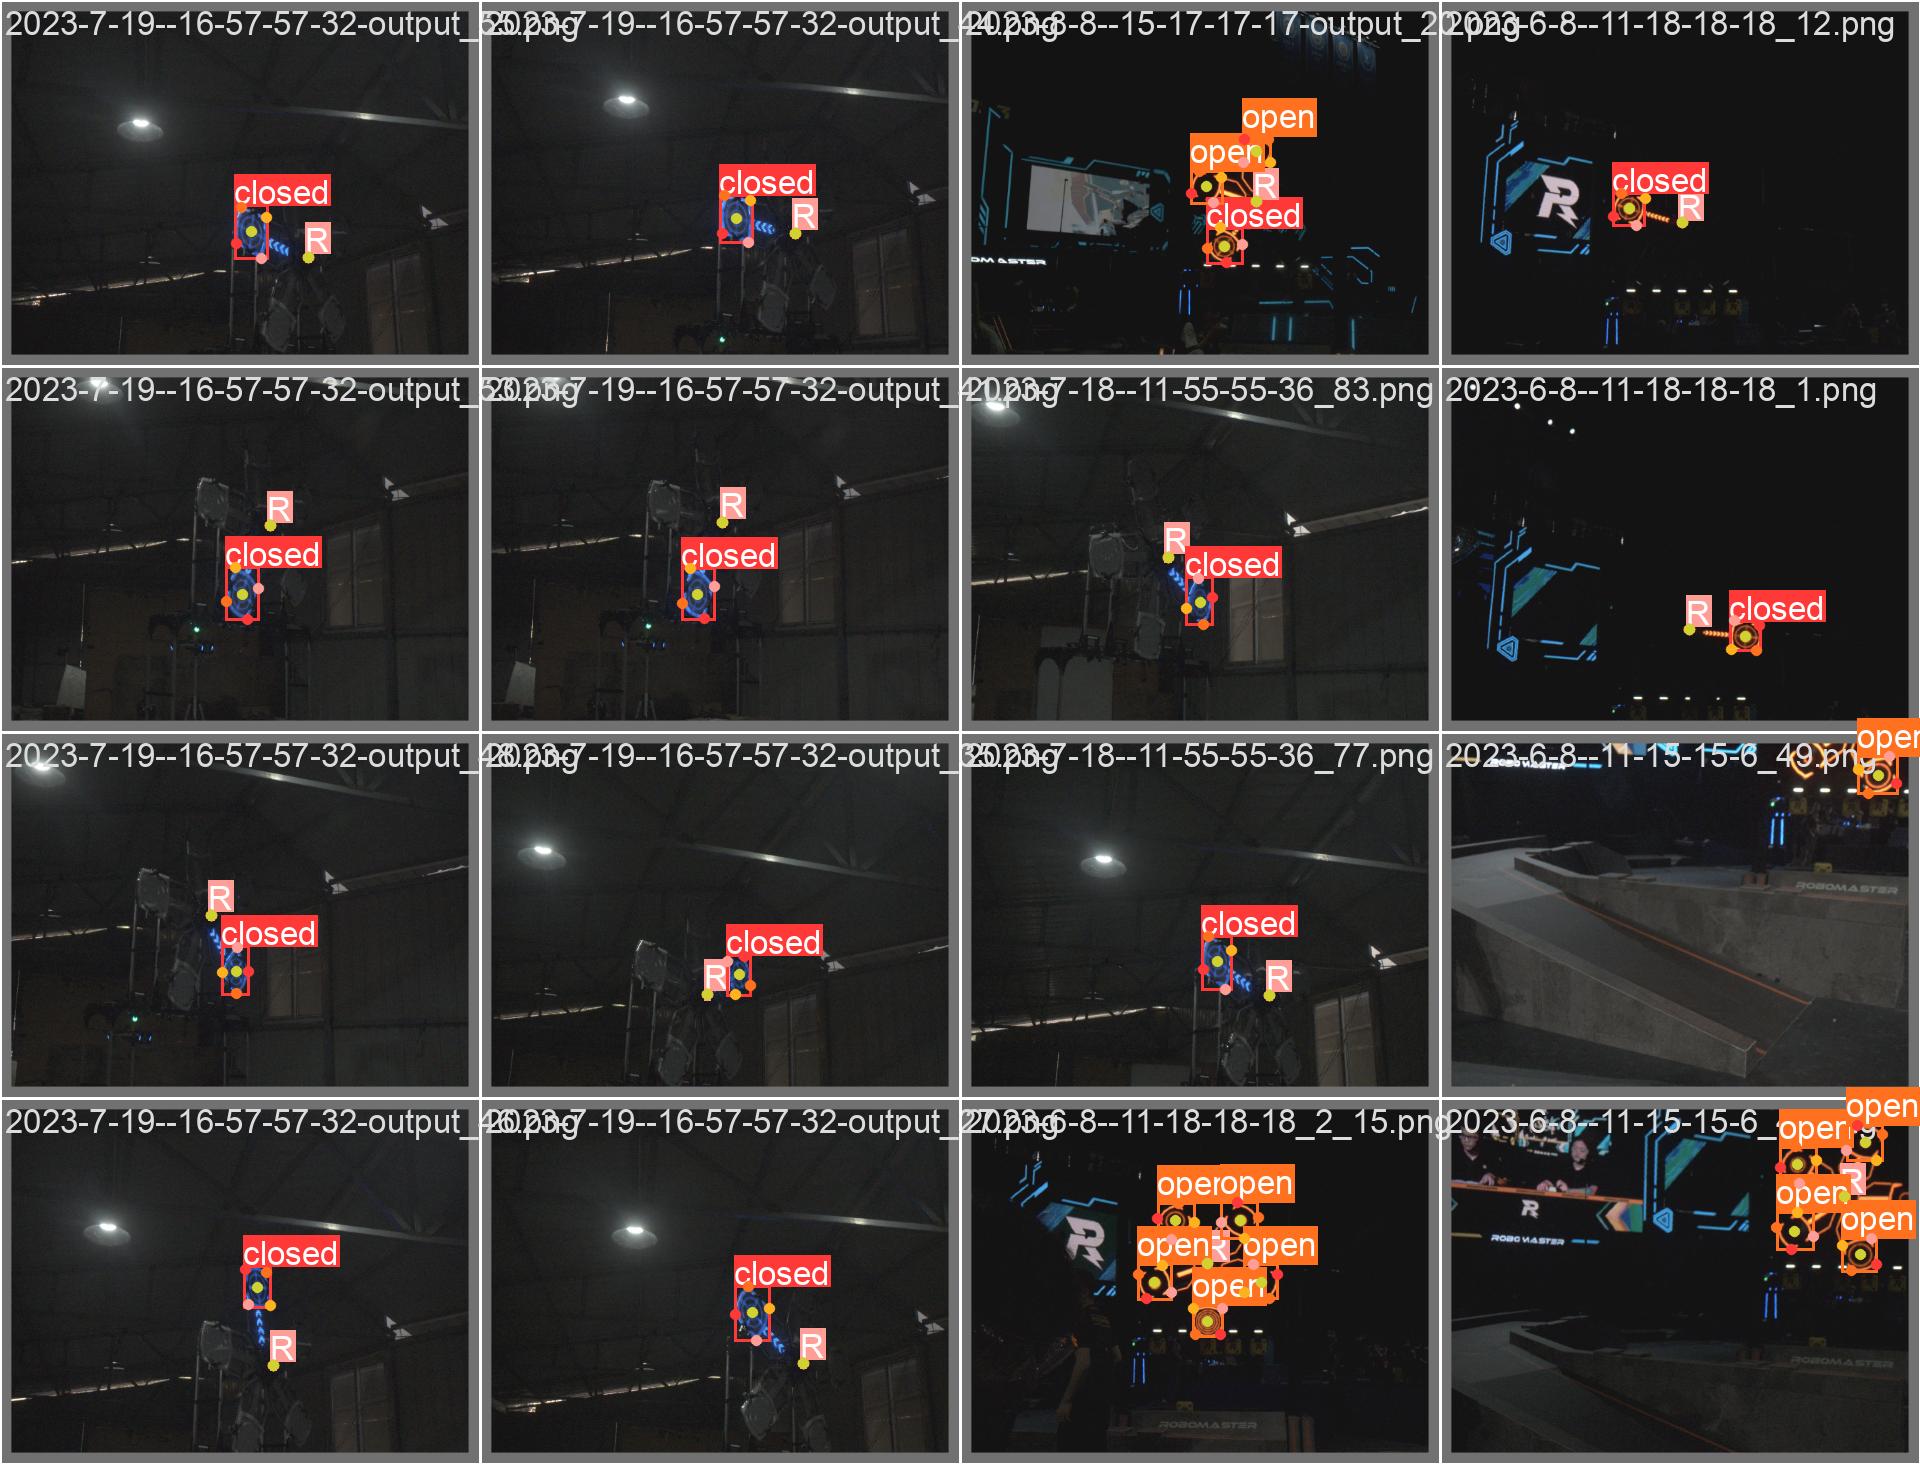 2023-7-19--16-57-57-32-output_55.png
2023-7-19--16-57-57-32-output_44.png
2023-8-8--15-17-17-17-output_20.png
2023-6-8--11-18-18-18_12.png
open
open
R
closed
OMASTER
closed
R
closed
R
closed
R
2023-7-19--16-57-57-32-output_53.png
2023-7-19--16-57-57-32-output_41.png
2023-7-18--11-55-55-36_83.png
2023-6-8--11-18-18-18_1.png
R
closed
R
closed
R
closed
R
closed
2023-7-19--16-57-57-32-output_48.png
2023-7-19--16-57-57-32-output_35.png
2023-7-18--11-55-55-36_77.png
2023-6-8--11-15-15-6_49.png
open
ROBOMASTER
R
closed
R
closed
closed
R
ROBOMASTER
2023-7-19--16-57-57-32-output_46.png
2023-7-19--16-57-57-32-output_27.png
2023-6-8--11-18-18-18_2_15.png
2023-6-8--11-15-15-6_
open
open
R
open
open
ROBOMASTER
closed
R
closed
R
open
open
open
R
open
open
ROBOMASTER
ROBOMASTER